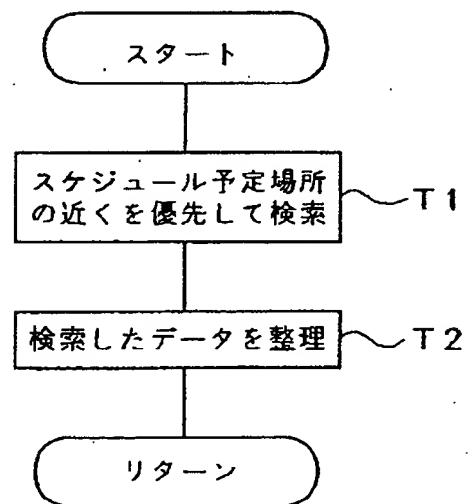 スタート
スケジュール予定場所
の近くを優先して検索
T1
検索したデータを整理
T2
リターン